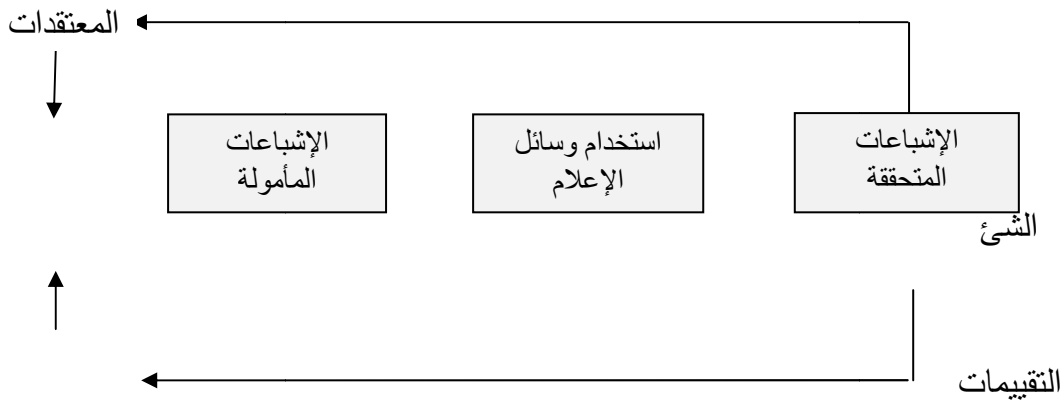 المعتقدات
الإشباعات
المتحققة
استخدام وسائل
الإعلام
الإشباعات
المأمولة
الشئ
التقييمات